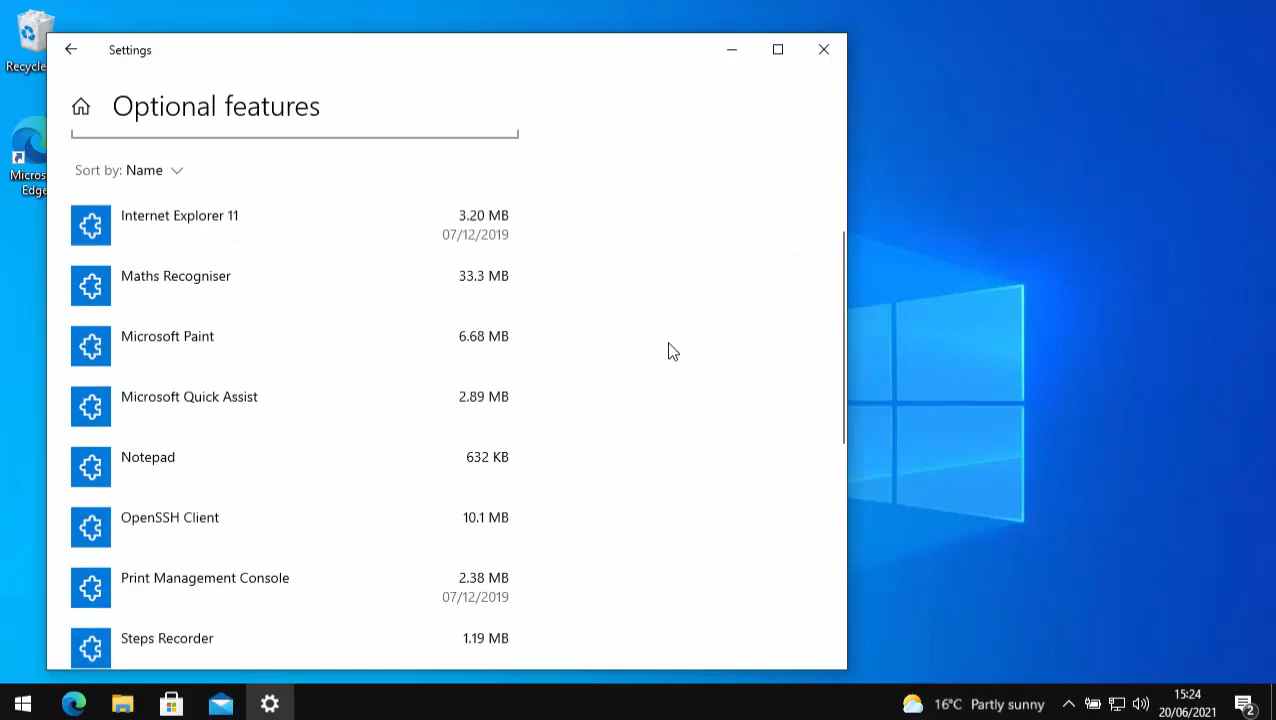 Recycle
Micros
Edge
Settings
Optional features
Sort by: Name
Internet Explorer 11
3.20 MB
07/12/2019
Maths Recogniser
33.3 MB
Microsoft Paint
6.68 MB
Microsoft Quick Assist
2.89 MB
Notepad
632 KB
OpenSSH Client
10.1 MB
Print Management Console
2.38 MB
07/12/2019
Steps Recorder
1.19 MB
16°C Partly sunny
15:24
20/06/2021
2